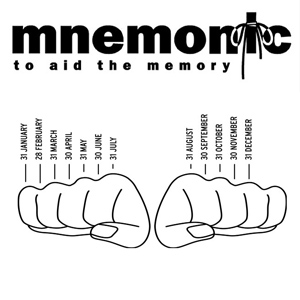 mnemonic
to aid the memory
31 JANUARY
28 FEBRUARY
31 MARCH
30 APRIL
31 MAY
30 JUNE
31 JULY
31 AUGUST
30 SEPTEMBER
31 OCTOBER
30 NOVEMBER
31 DECEMBER